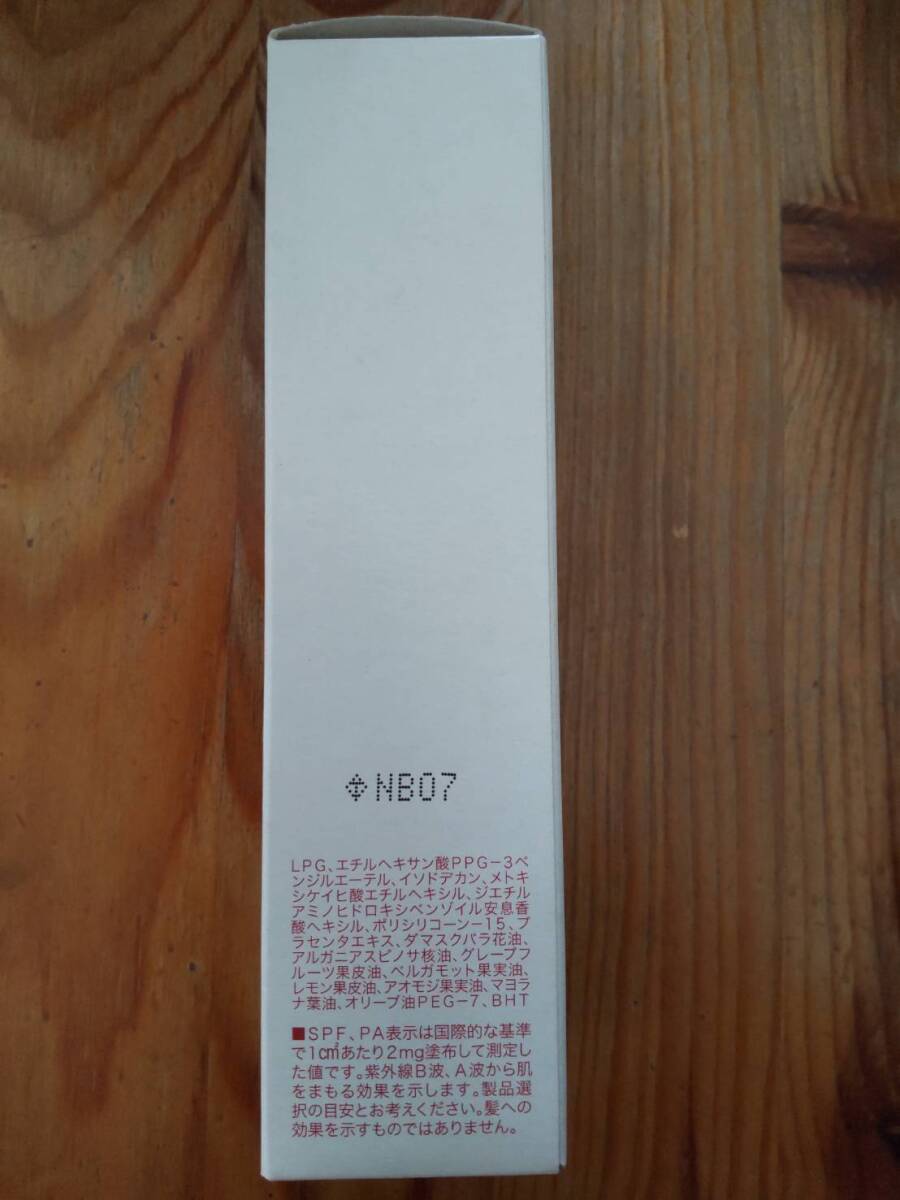 NB07
LPG、エチルヘキサン酸PPG-3ベ
ンジルエーテル、イソドデカン、メトキ
シケイヒ酸エチルヘキシル、ジエチル
アミノヒドロキシベンゾイル安息香
酸ヘキシル、ポリシリコーン-15、プ
ラセンタエキス、ダマスクバラ花油、
アルガニアスピノサ核油、グレープフ
ルーツ果皮油、ベルガモット果実油、
レモン果皮油、アオモジ果実油、マヨラ
ナ葉油、オリーブ油PEG-7、BHT
■SPF、PA表示は国際的な基準
で1c㎡あたり2mg塗布して測定し
た値です。紫外線B波、A波から肌
をまもる効果を示します。製品選
択の目安とお考えください。髪への
効果を示すものではありません。